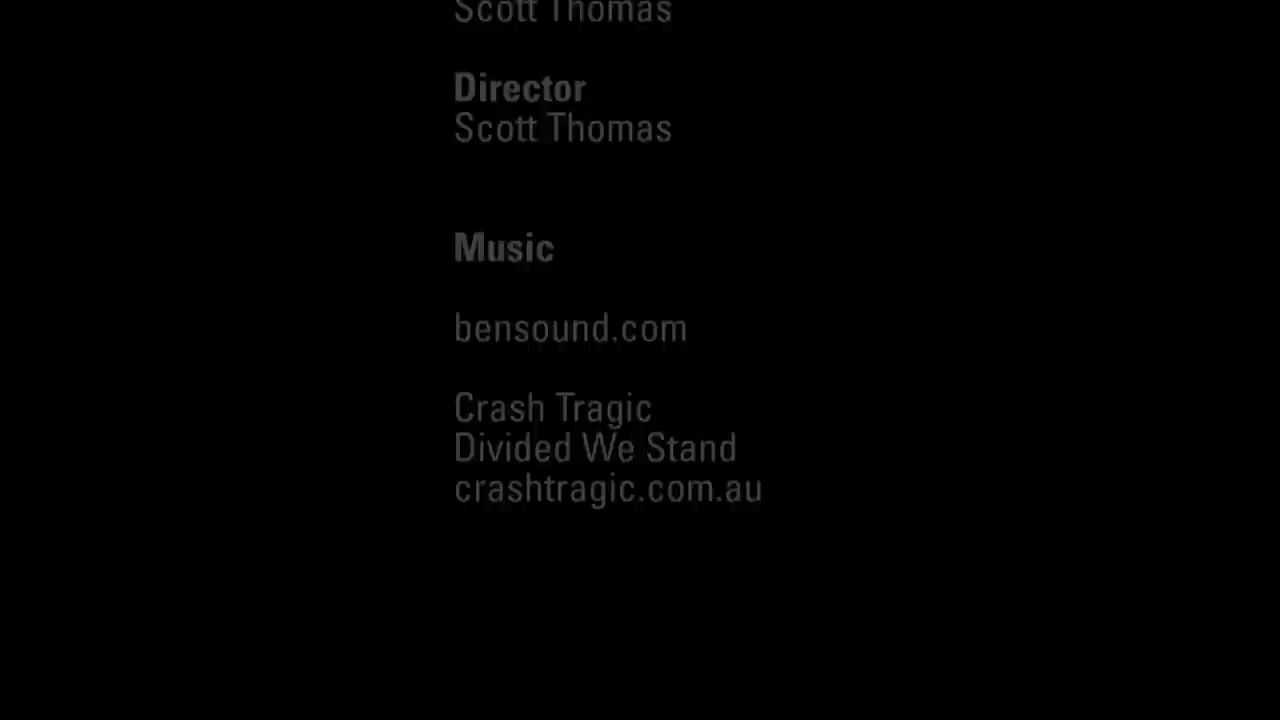 Scott Thomas
Director
Scott Thomas
Music
bensound.com
Crash Tragic
Divided We Stand
crashtragic.com.au